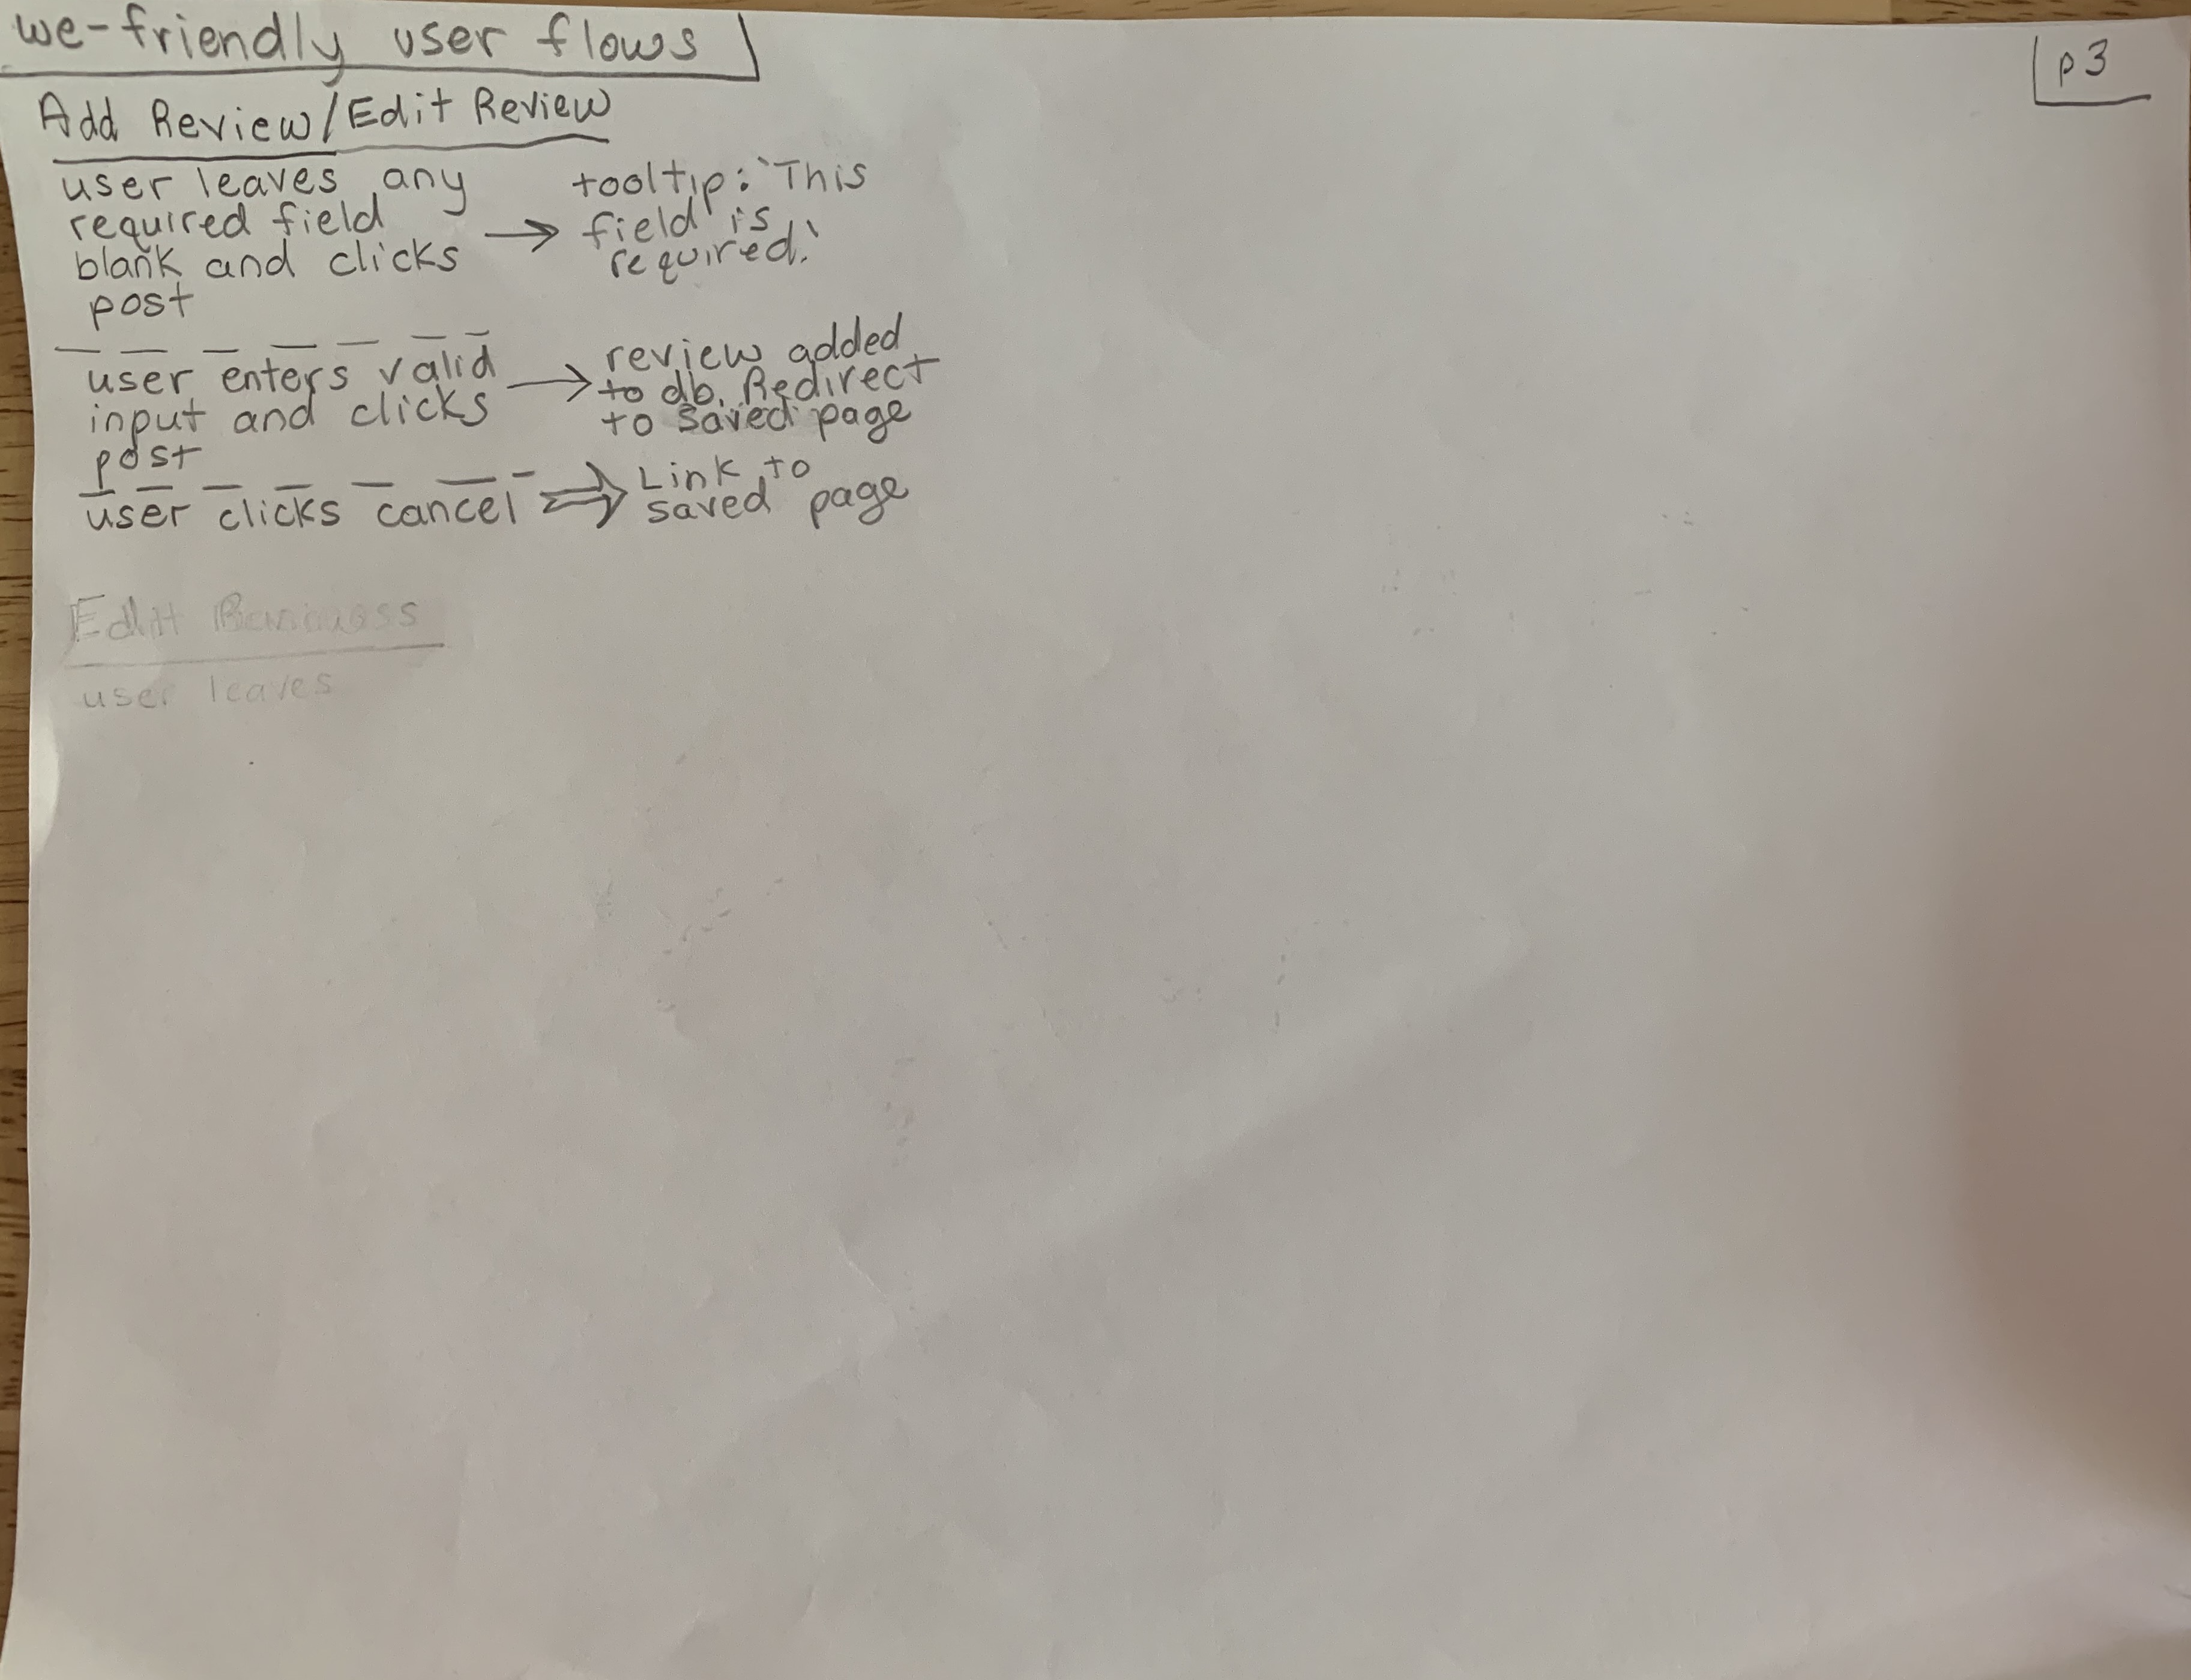 we-friendly user flows
p3
Add Review/Edit Review
user leaves any
required field
blank and clicks
post
tooltip: `This
field is
required.`
user enters valid
input and clicks
post
review added
to db. Redirect
to saved page
user clicks cancel
Link to
saved page
Edit
user leaves